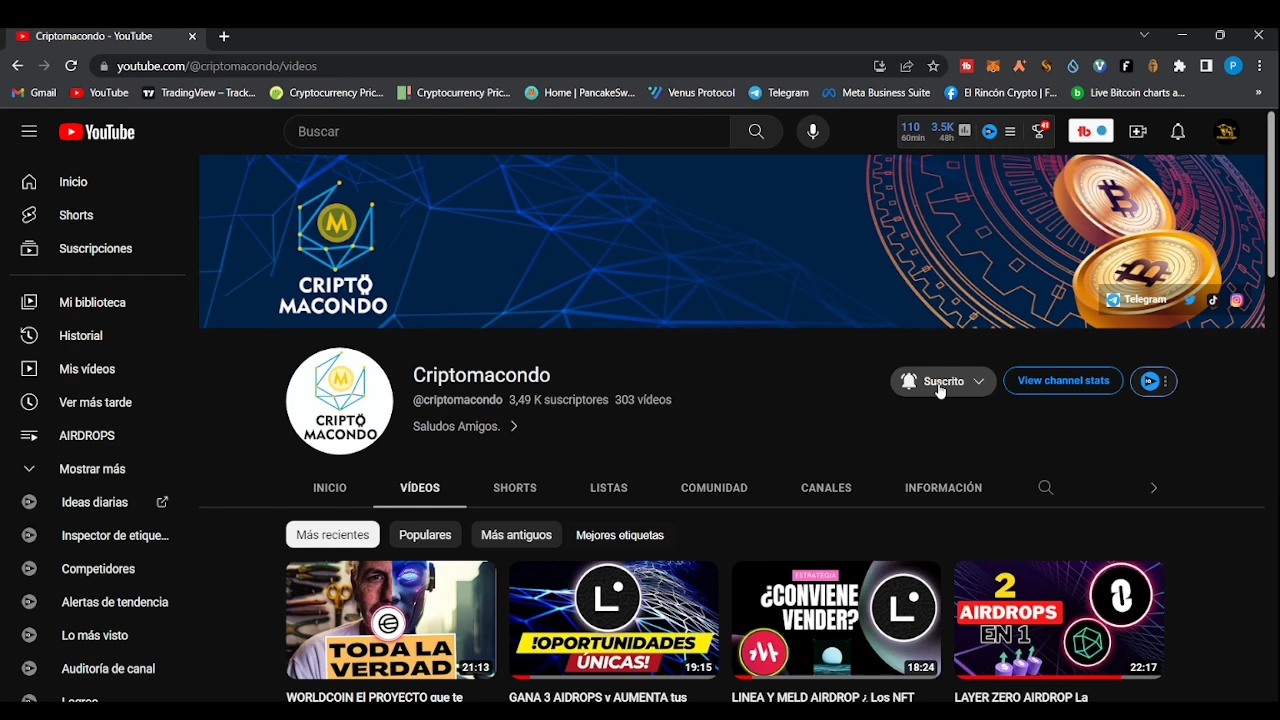 Criptomacondo - YouTube
youtube.com/@criptomacondo/videos
Gmail YouTube TradingView – Track... Cryptocurrency Pric... Cryptocurrency Pric... Home | PancakeSw... Venus Protocol Telegram Meta Business Suite El Rincón Crypto | F... Live Bitcoin charts a... »
YouTube
Buscar
110 3.5K
60min 48h
41
Inicio
Shorts
Suscripciones
Mi biblioteca
Historial
Mis vídeos
Ver más tarde
AIRDROPS
Mostrar más
Ideas diarias
Inspector de etique...
Competidores
Alertas de tendencia
Lo más visto
Auditoría de canal
M
CRIPTO
MACONDO
Telegram
M
CRIPTO
MACONDO
Criptomacondo
@criptomacondo 3,49 K suscriptores 303 vídeos
Saludos Amigos.
Suscrito
View channel stats
INICIO VÍDEOS SHORTS LISTAS COMUNIDAD CANALES INFORMACIÓN
Más recientes Populares Más antiguos Mejores etiquetas
TODA LA
VERDAD
21:13
!OPORTUNIDADES
ÚNICAS!
19:15
ESTRATEGIA
¿CONVIENE
VENDER?
18:24
2
AIRDROPS
EN 1
22:17
WORLDCOIN El PROYECTO que te
GANA 3 AIDROPS y AUMENTA tus
LINEA Y MELD AIRDROP ¿ Los NFT
LAYER ZERO AIRDROP La